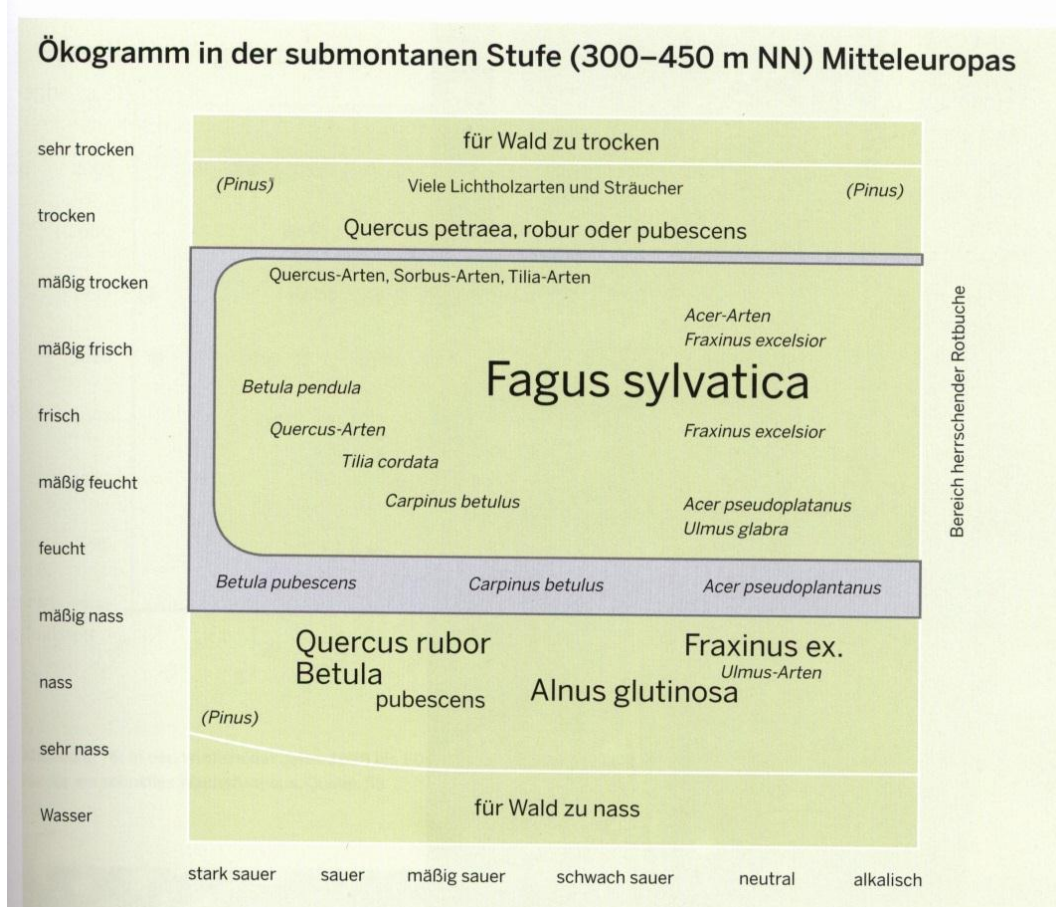 Ökogramm in der submontanen Stufe (300–450 m NN) Mitteleuropas
sehr trocken
für Wald zu trocken
(Pinus)
Viele Lichtholzarten und Sträucher
(Pinus)
trocken
Quercus petraea, robur oder pubescens
mäßig trocken
Quercus-Arten, Sorbus-Arten, Tilia-Arten
Acer-Arten
mäßig frisch
Fraxinus excelsior
Fagus sylvatica
Betula pendula
frisch
Quercus-Arten
Fraxinus excelsior
Tilia cordata
mäßig feucht
Carpinus betulus
Acer pseudoplatanus
Ulmus glabra
feucht
Betula pubescens
Carpinus betulus
Acer pseudoplantanus
mäßig nass
Quercus rubor
Fraxinus ex.
Betula
Ulmus-Arten
nass
pubescens
Alnus glutinosa
(Pinus)
sehr nass
für Wald zu nass
Wasser
stark sauer
sauer
mäßig sauer
schwach sauer
neutral
alkalisch
Bereich herrschender Rotbuche